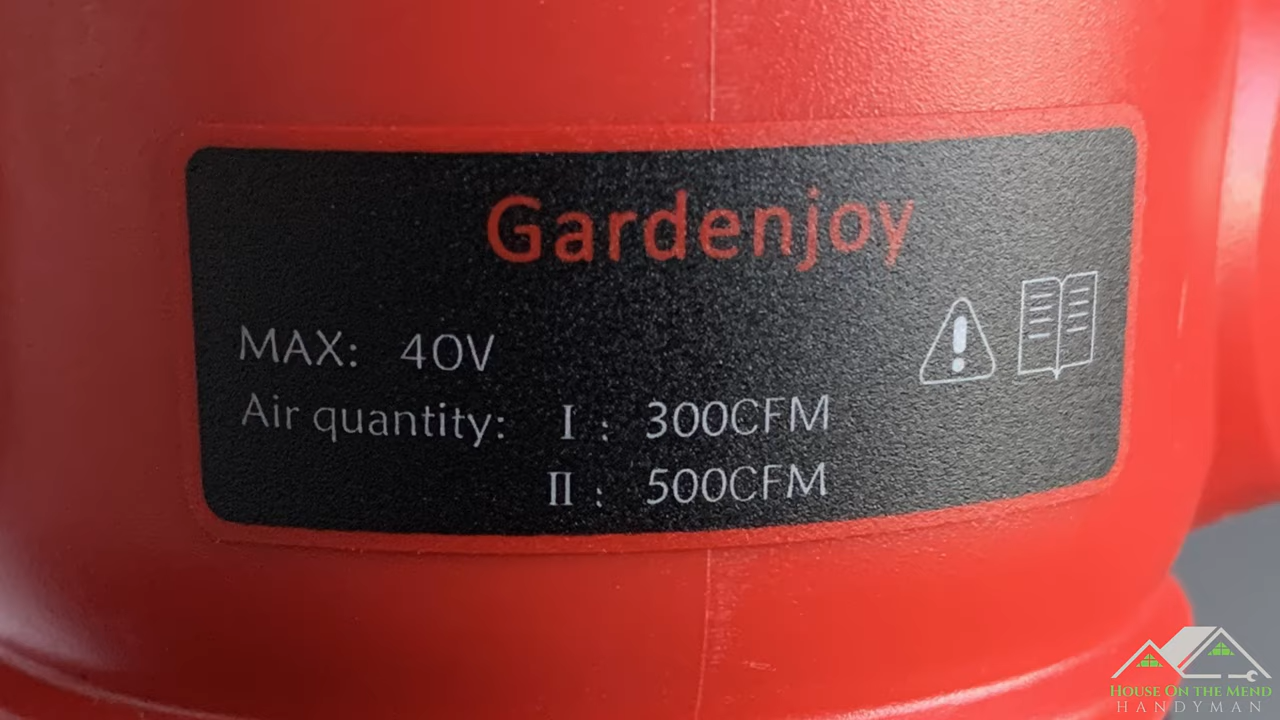 Gardenjoy
MAX: 40V
Air quantity: I : 300CFM
II : 500CFM
HOUSE ON THE MEND
HANDYMAN